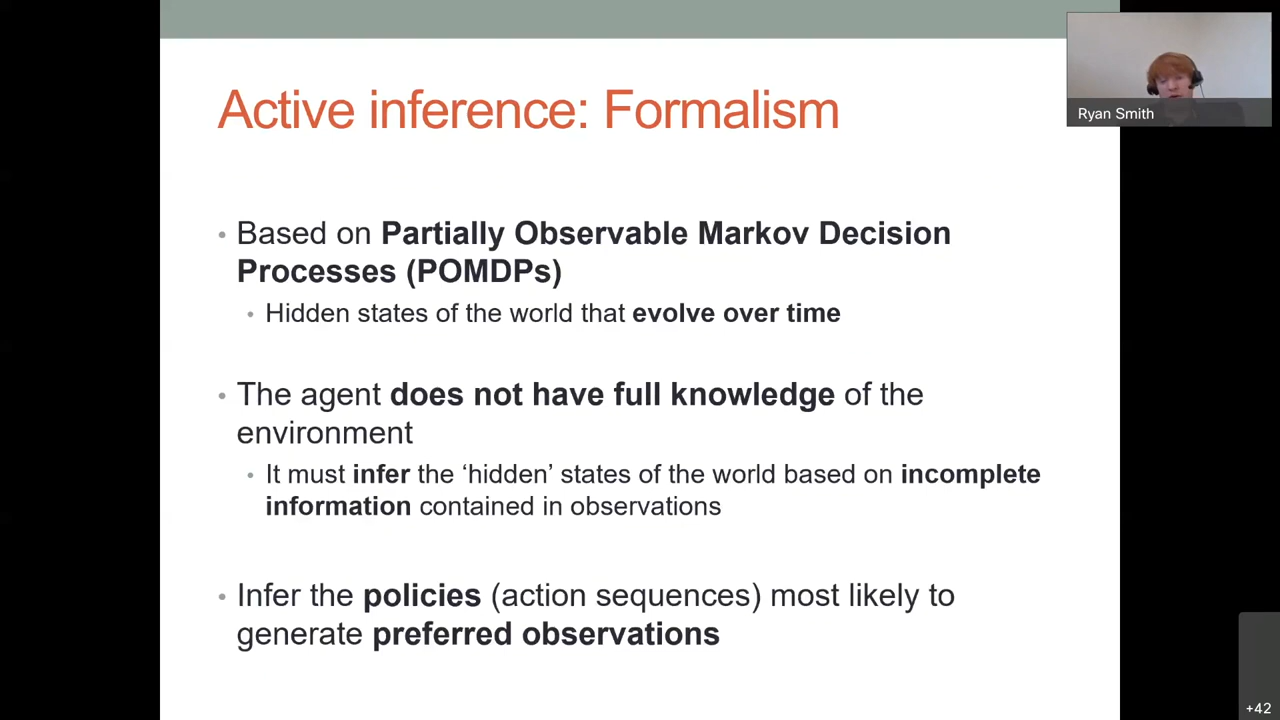 Active inference: Formalism
Ryan Smith
• Based on Partially Observable Markov Decision
Processes (POMDPs)
• Hidden states of the world that evolve over time
• The agent does not have full knowledge of the
environment
• It must infer the ‘hidden’ states of the world based on incomplete
information contained in observations
• Infer the policies (action sequences) most likely to
generate preferred observations
+42